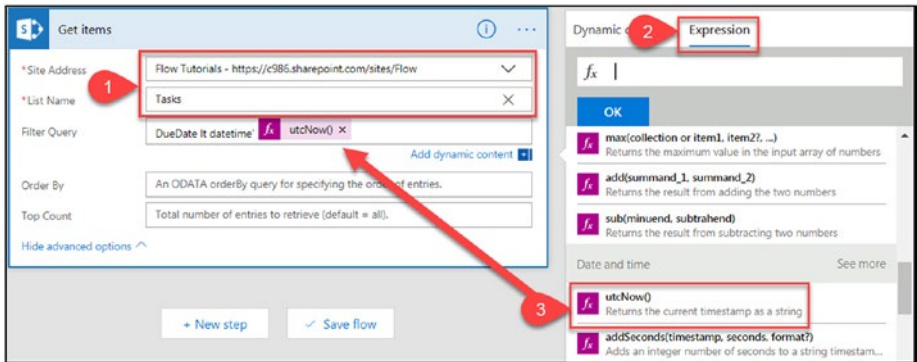 S
Get items
*Site Address
Flow Tutorials - https://c986.sharepoint.com/sites/Flow
*List Name
Tasks
1
Filter Query
DueDate lt datetime' fx utcNow() ×
Add dynamic content
Order By
An ODATA orderBy query for specifying the order of entries.
Top Count
Total number of entries to retrieve (default = all).
Hide advanced options
+ New step
Save flow
Dynamic c
2
Expression
fx
OK
fx max(collection or item1, item2?, ...)
Returns the maximum value in the input array of numbers
fx add(summand_1, summand_2)
Returns the result from adding the two numbers
fx sub(minuend, subtrahend)
Returns the result from subtracting two numbers
Date and time See more
3
fx utcNow()
Returns the current timestamp as a string
fx addSeconds(timestamp, seconds, format?)
Adds an integer number of seconds to a string timestam...